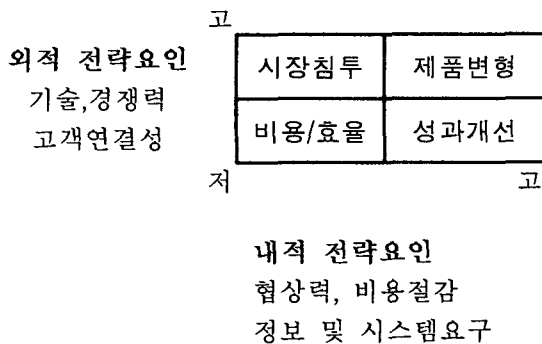 고
외적 전략요인
기술,경쟁력
고객연결성
시장침투 제품변형
비용/효율 성과개선
저 고
내적 전략요인
협상력, 비용절감
정보 및 시스템요구